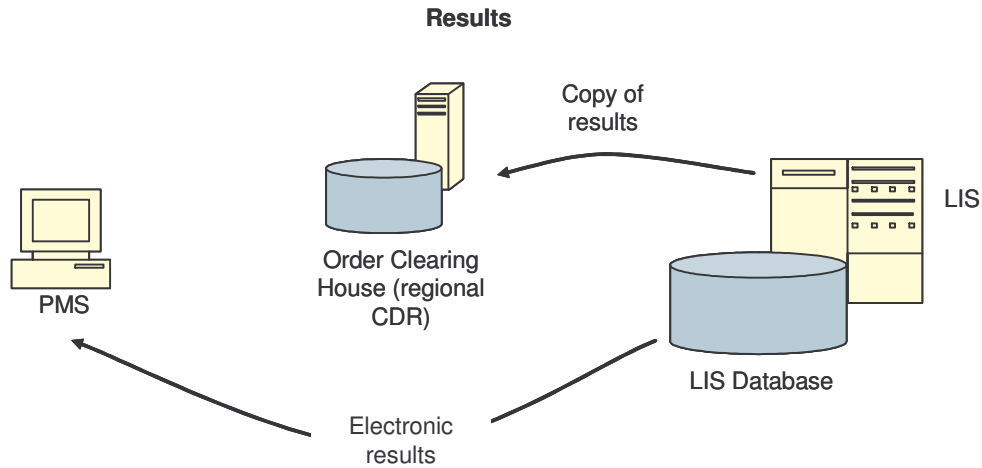 Results
Copy of
results
LIS
Order Clearing
House (regional
CDR)
PMS
LIS Database
Electronic
results